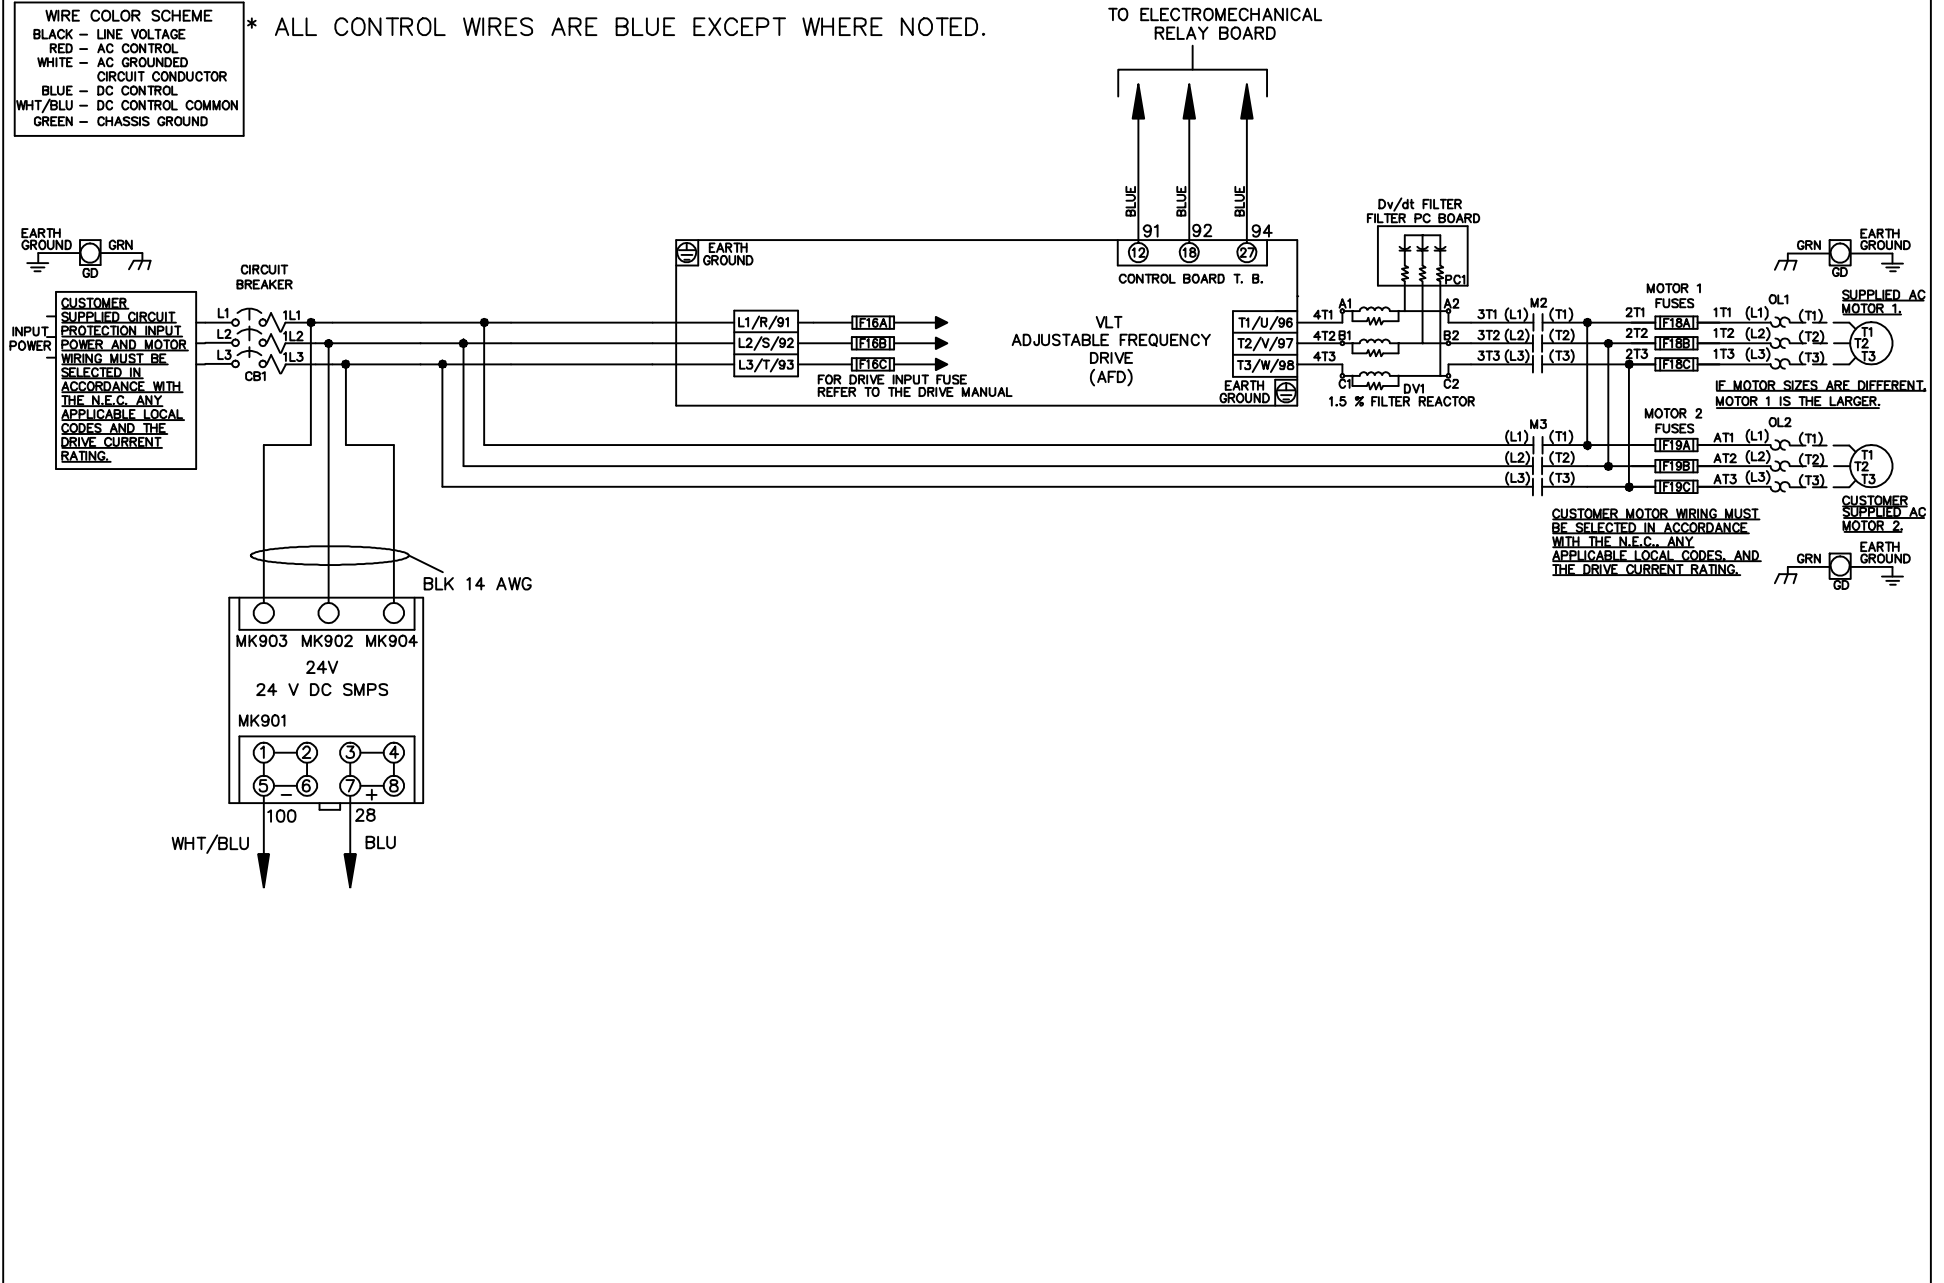 WIRE COLOR SCHEME
BLACK – LINE VOLTAGE
RED – AC CONTROL
WHITE – AC GROUNDED
CIRCUIT CONDUCTOR
BLUE – DC CONTROL
WHT/BLU – DC CONTROL COMMON
GREEN – CHASSIS GROUND
* ALL CONTROL WIRES ARE BLUE EXCEPT WHERE NOTED.
TO ELECTROMECHANICAL
RELAY BOARD
BLUE
BLUE
BLUE
91
92
94
12
18
27
CONTROL BOARD T. B.
EARTH
GROUND
GRN
GD
INPUT
POWER
CUSTOMER
SUPPLIED CIRCUIT
PROTECTION INPUT
POWER AND MOTOR
WIRING MUST BE
SELECTED IN
ACCORDANCE WITH
THE N.E.C. ANY
APPLICABLE LOCAL
CODES AND THE
DRIVE CURRENT
RATING.
CIRCUIT
BREAKER
L1
L2
L3
1L1
1L2
1L3
CB1
EARTH
GROUND
L1/R/91
L2/S/92
L3/T/93
F16A
F16B
F16C
FOR DRIVE INPUT FUSE
REFER TO THE DRIVE MANUAL
VLT
ADJUSTABLE FREQUENCY
DRIVE
(AFD)
T1/U/96
T2/V/97
T3/W/98
EARTH
GROUND
4T1
4T2
4T3
A1
B1
C1
Dv/dt FILTER
FILTER PC BOARD
PC1
A2
B2
C2
DV1
1.5 % FILTER REACTOR
M2
3T1 (L1) (T1)
3T2 (L2) (T2)
3T3 (L3) (T3)
2T1
2T2
2T3
MOTOR 1
FUSES
F18A
F18B
F18C
OL1
1T1 (L1) (T1)
1T2 (L2) (T2)
1T3 (L3) (T3)
GRN
GD
EARTH
GROUND
SUPPLIED AC
MOTOR 1.
T1
T2
T3
IF MOTOR SIZES ARE DIFFERENT,
MOTOR 1 IS THE LARGER.
M3
(L1) (T1)
(L2) (T2)
(L3) (T3)
MOTOR 2
FUSES
F19A
F19B
F19C
OL2
AT1 (L1) (T1)
AT2 (L2) (T2)
AT3 (L3) (T3)
T1
T2
T3
CUSTOMER
SUPPLIED AC
MOTOR 2.
CUSTOMER MOTOR WIRING MUST
BE SELECTED IN ACCORDANCE
WITH THE N.E.C., ANY
APPLICABLE LOCAL CODES, AND
THE DRIVE CURRENT RATING.
GRN
GD
EARTH
GROUND
BLK 14 AWG
MK903 MK902 MK904
24V
24 V DC SMPS
MK901
1 2 3 4
5 6 7 8
– +
100
28
WHT/BLU
BLU